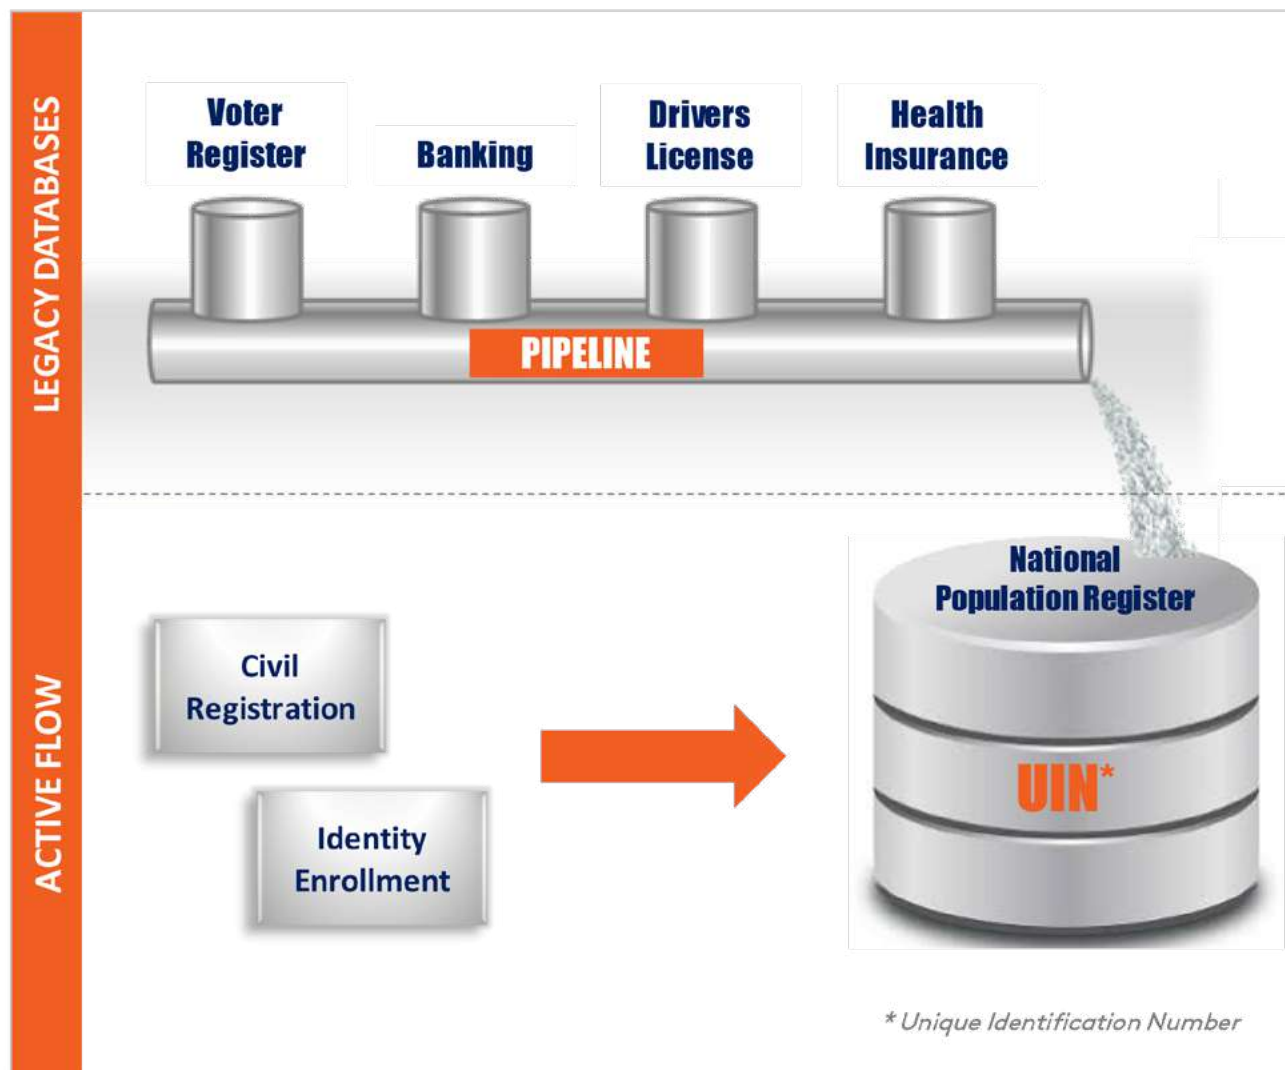 LEGACY DATABASES
Voter
Register
Banking
Drivers
License
Health
Insurance
PIPELINE
ACTIVE FLOW
Civil
Registration
Identity
Enrollment
National
Population Register
UIN*
* Unique Identification Number